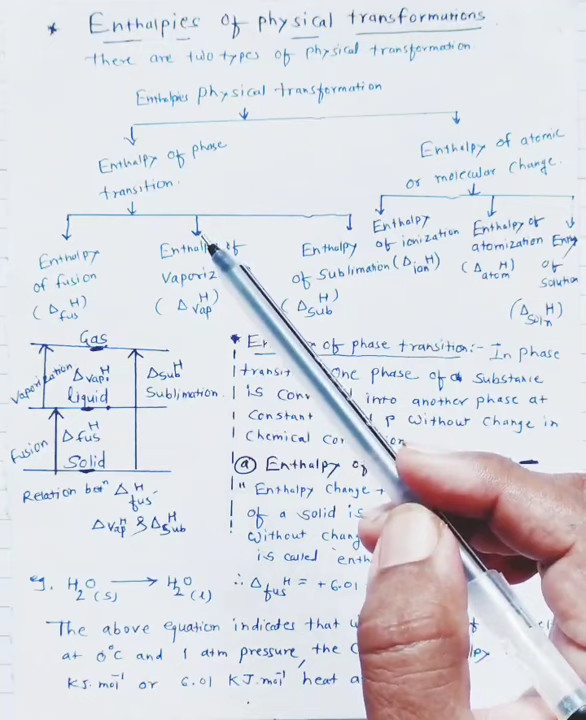 * Enthalpies of physical transformations
there are two types of physical transformation
Enthalpies physical transformation
Enthalpy of phase
transition.
Enthalpy of atomic
or molecular change.
Enthalpy
of fusion
(ΔfusH)
of
Vaporiz
(ΔvapH)
Enthalpy
of sublimation
(ΔsubH)
Enthalpy
of ionization
(ΔionH)
Enthalpy of
atomization
(ΔatomH)
of
solution
(ΔsolnH)
Gas
Vaporization ΔvapH
liquid
ΔsubH
Sublimation
Fusion ΔfusH
Solid
Relation betn ΔfusH
ΔvapH & ΔsubH
* of phase transition:- In phase
One phase of a substance
is into another phase at
constant P without change in
chemical
(a) Enthalpy of
"Enthalpy change
of a solid is
without
is called
eg. H2O(s) ⟶ H2O(l) ∴ ΔfusH = +6.01
The above equation indicates that
at 0°C and 1 atm pressure, the
KJ.mol-1 or 6.01 KJ.mol-1 heat